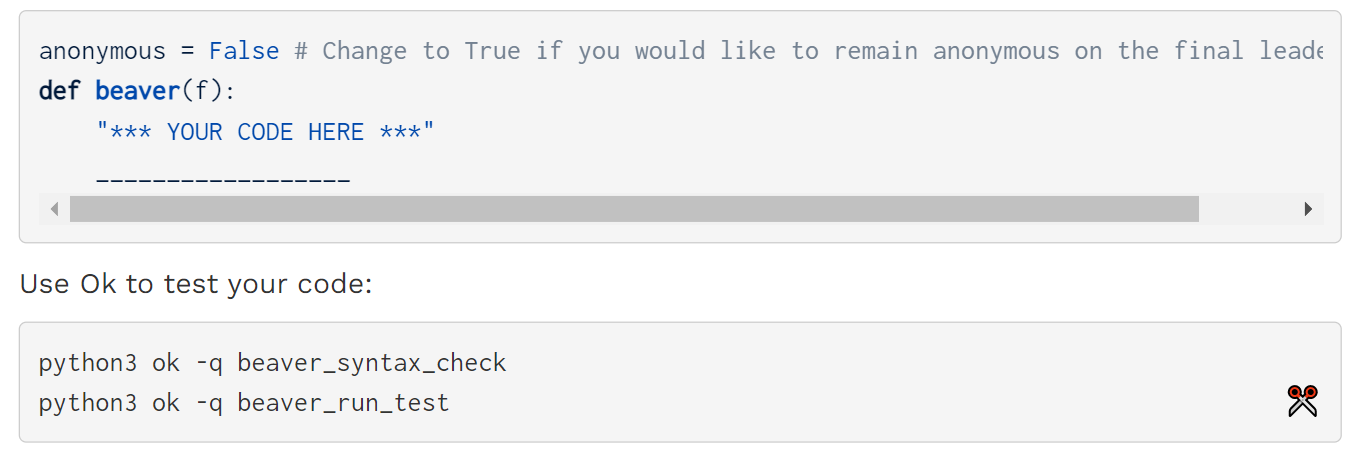 anonymous = False # Change to True if you would like to remain anonymous on the final leade
def beaver(f):
    "*** YOUR CODE HERE ***"
    __________________
Use Ok to test your code:
python3 ok -q beaver_syntax_check
python3 ok -q beaver_run_test